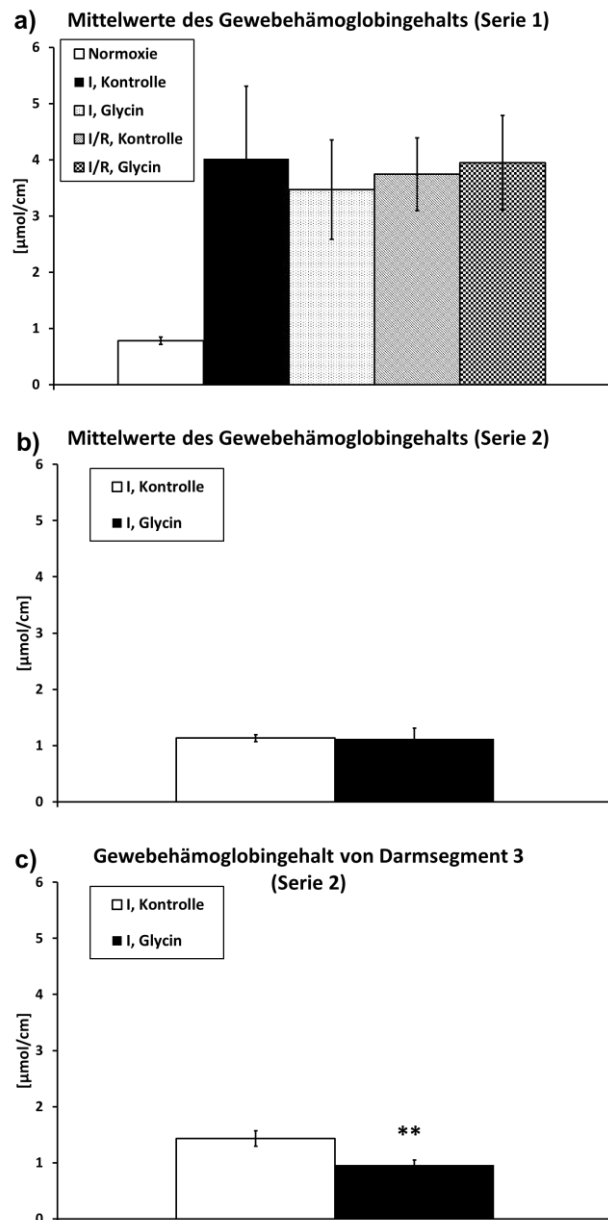 a) Mittelwerte des Gewebehämoglobingehalts (Serie 1)
6
5
4
3
2
1
0
[µmol/cm]
Normoxie
I, Kontrolle
I, Glycin
I/R, Kontrolle
I/R, Glycin
b) Mittelwerte des Gewebehämoglobingehalts (Serie 2)
6
5
4
3
2
1
0
[µmol/cm]
I, Kontrolle
I, Glycin
c) Gewebehämoglobingehalt von Darmsegment 3
(Serie 2)
6
5
4
3
2
1
0
[µmol/cm]
I, Kontrolle
I, Glycin
**